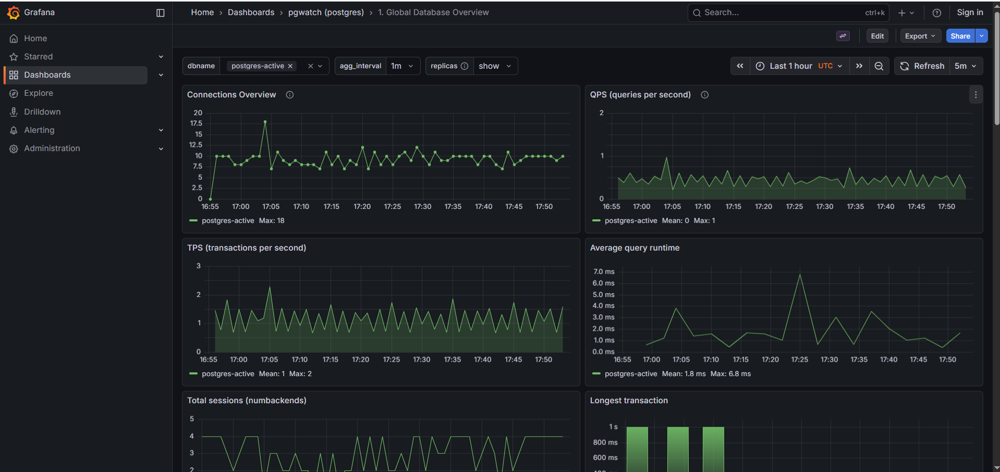 Grafana
Home › Dashboards › pgwatch (postgres) › 1. Global Database Overview
Search...
ctrl+k
Sign in
Home
Starred
Dashboards
Explore
Drilldown
Alerting
Administration
Edit
Export
Share
dbname
postgres-active
agg_interval
1m
replicas
show
Last 1 hour UTC
Refresh
5m
Connections Overview
20
17.5
15
12.5
10
7.5
5
2.5
0
16:55 17:00 17:05 17:10 17:15 17:20 17:25 17:30 17:35 17:40 17:45 17:50
postgres-active Max: 18
QPS (queries per second)
2
1
0
16:55 17:00 17:05 17:10 17:15 17:20 17:25 17:30 17:35 17:40 17:45 17:50
postgres-active Mean: 0 Max: 1
TPS (transactions per second)
3
2
1
0
16:55 17:00 17:05 17:10 17:15 17:20 17:25 17:30 17:35 17:40 17:45 17:50
postgres-active Mean: 1 Max: 2
Average query runtime
7.0 ms
6.0 ms
5.0 ms
4.0 ms
3.0 ms
2.0 ms
1.0 ms
0.0 ms
16:55 17:00 17:05 17:10 17:15 17:20 17:25 17:30 17:35 17:40 17:45 17:50
postgres-active Mean: 1.8 ms Max: 6.8 ms
Total sessions (numbackends)
5
4
3
2
Longest transaction
1 s
800 ms
600 ms